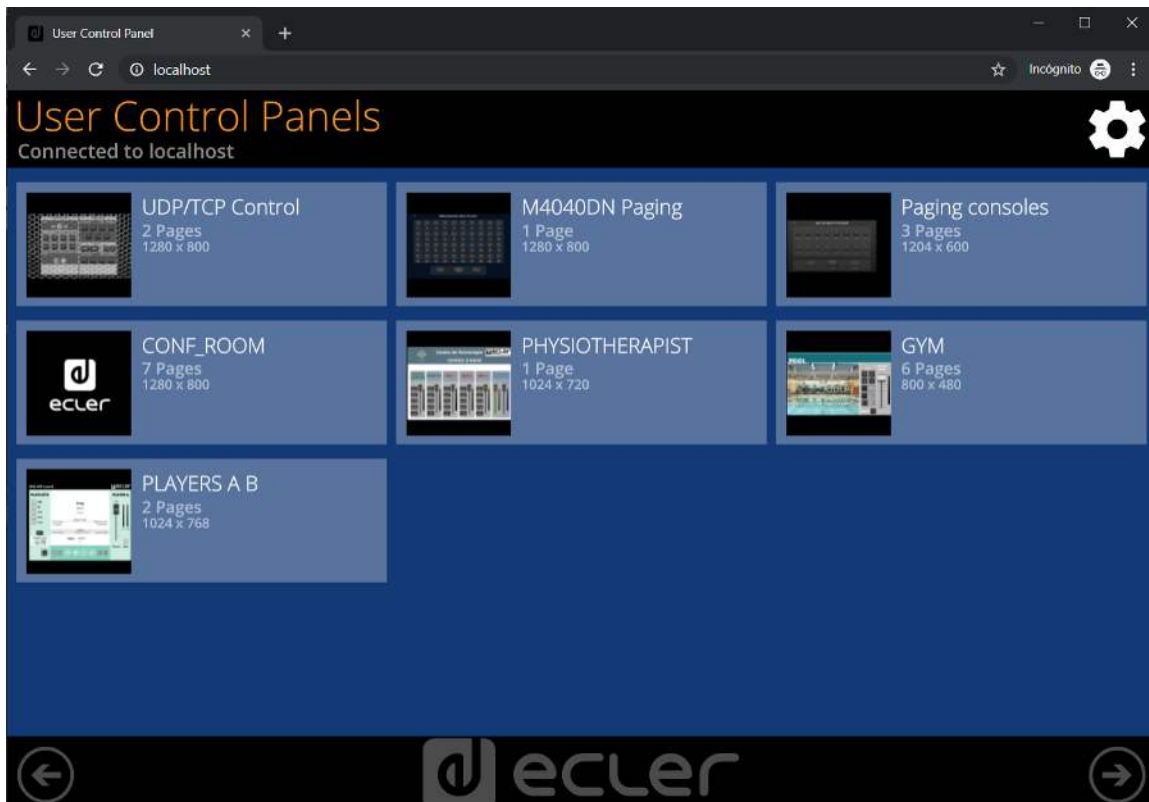 User Control Panel
localhost
Incógnito
User Control Panels
Connected to localhost
UDP/TCP Control
2 Pages
1280 x 800
M4040DN Paging
1 Page
1280 x 800
Paging consoles
3 Pages
1204 x 600
ecler
CONF_ROOM
7 Pages
1280 x 800
PHYSIOTHERAPIST
1 Page
1024 x 720
POOL
GYM
6 Pages
800 x 480
PLAYERS A B
2 Pages
1024 x 768
ecler